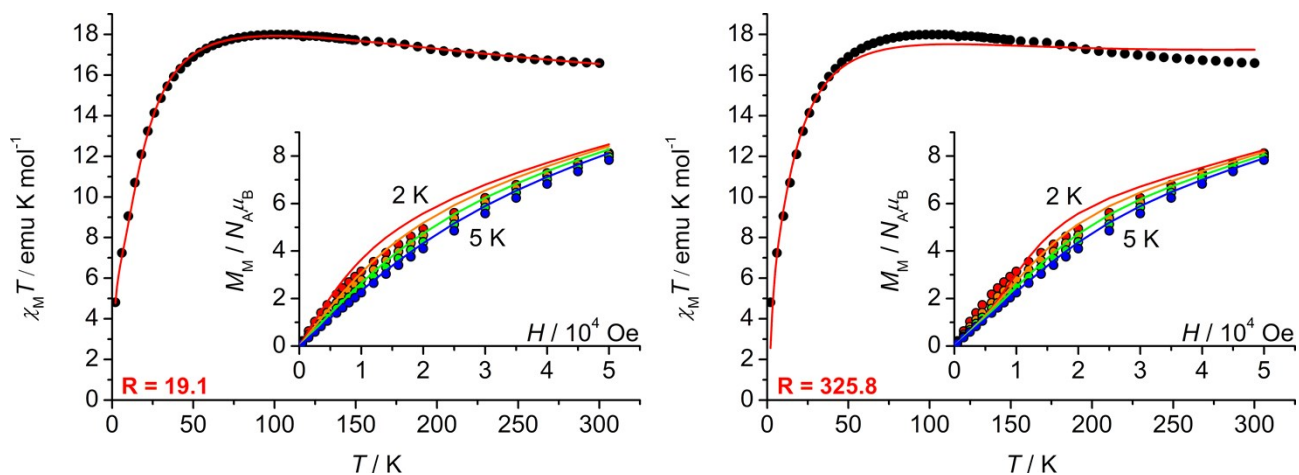 18
16
14
12
10
8
6
4
2
0
χMT / emu K mol⁻¹
8
6
4
2
0
MM / NAμB
2 K
5 K
H / 10⁴ Oe
0 1 2 3 4 5
R = 19.1
0 50 100 150 200 250 300
T / K
18
16
14
12
10
8
6
4
2
0
χMT / emu K mol⁻¹
8
6
4
2
0
MM / NAμB
2 K
5 K
H / 10⁴ Oe
0 1 2 3 4 5
R = 325.8
0 50 100 150 200 250 300
T / K